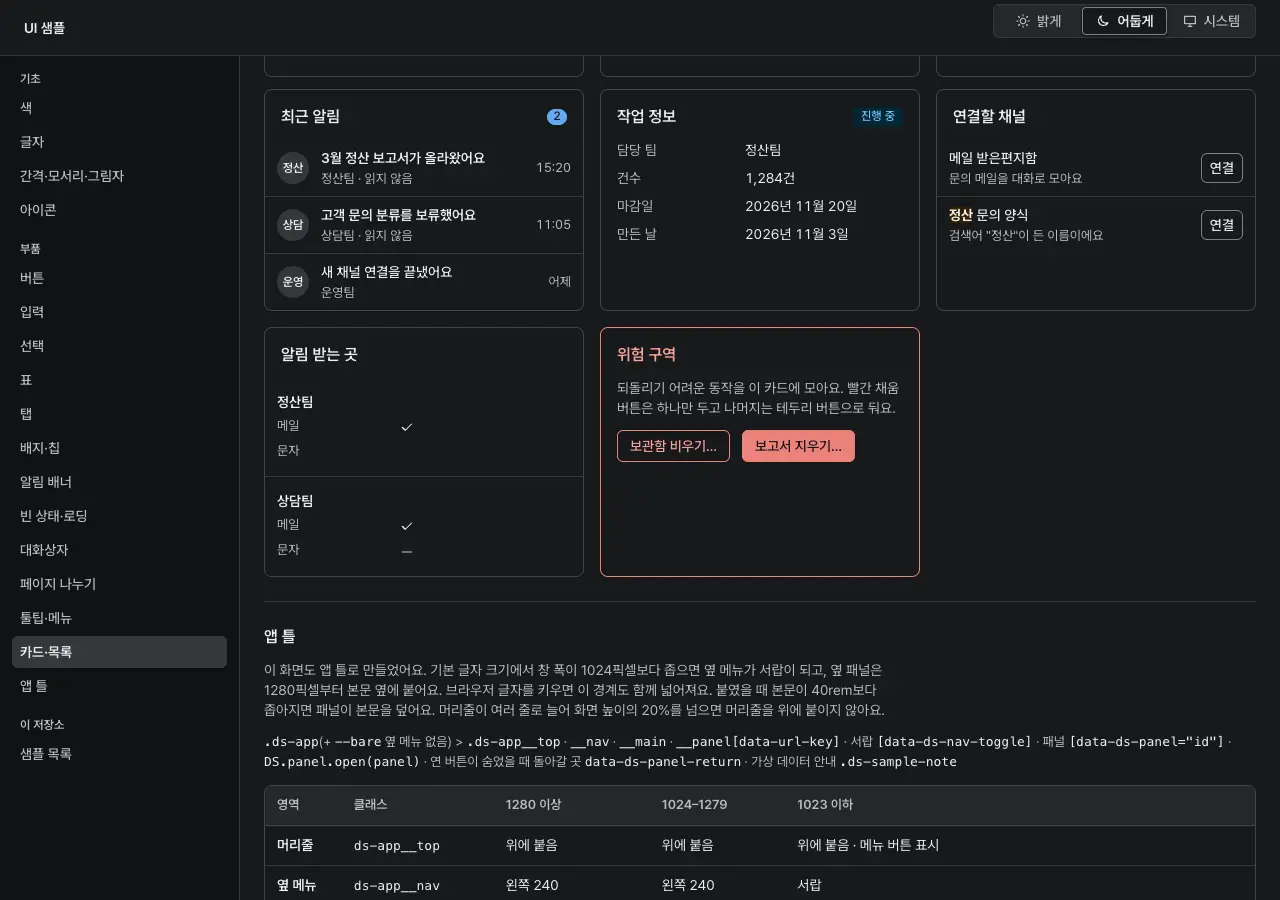 UI 샘플
밝게
어둡게
시스템
기초
색
글자
간격·모서리·그림자
아이콘
부품
버튼
입력
선택
표
탭
배지·칩
알림 배너
빈 상태·로딩
대화상자
페이지 나누기
툴팁·메뉴
카드·목록
앱 틀
이 저장소
샘플 목록
최근 알림
2
정산
3월 정산 보고서가 올라왔어요
정산팀 · 읽지 않음
15:20
상담
고객 문의 분류를 보류했어요
상담팀 · 읽지 않음
11:05
운영
새 채널 연결을 끝냈어요
운영팀
어제
작업 정보
진행 중
담당 팀 정산팀
건수 1,284건
마감일 2026년 11월 20일
만든 날 2026년 11월 3일
연결할 채널
메일 받은편지함
문의 메일을 대화로 모아요
연결
정산 문의 양식
검색어 "정산"이 든 이름이에요
연결
알림 받는 곳
정산팀
메일 ✓
문자
상담팀
메일 ✓
문자 —
위험 구역
되돌리기 어려운 동작을 이 카드에 모아요. 빨간 채움
버튼은 하나만 두고 나머지는 테두리 버튼으로 둬요.
보관함 비우기…
보고서 지우기…
앱 틀
이 화면도 앱 틀로 만들었어요. 기본 글자 크기에서 창 폭이 1024픽셀보다 좁으면 옆 메뉴가 서랍이 되고, 옆 패널은
1280픽셀부터 본문 옆에 붙어요. 브라우저 글자를 키우면 이 경계도 함께 넓어져요. 붙였을 때 본문이 40rem보다
좁아지면 패널이 본문을 덮어요. 머리줄이 여러 줄로 늘어 화면 높이의 20%를 넘으면 머리줄을 위에 붙이지 않아요.
.ds-app(+ --bare 옆 메뉴 없음) > .ds-app__top · __nav · __main · __panel[data-url-key] · 서랍 [data-ds-nav-toggle] · 패널 [data-ds-panel="id"] ·
DS.panel.open(panel) · 연 버튼이 숨었을 때 돌아갈 곳 data-ds-panel-return · 가상 데이터 안내 .ds-sample-note
영역 클래스 1280 이상 1024–1279 1023 이하
머리줄 ds-app__top 위에 붙음 위에 붙음 위에 붙음 · 메뉴 버튼 표시
옆 메뉴 ds-app__nav 왼쪽 240 왼쪽 240 서랍